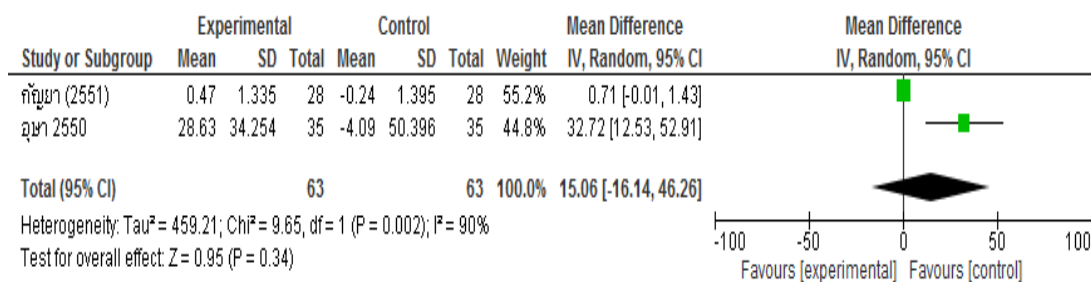 Experimental Control Mean Difference Mean Difference
Study or Subgroup Mean SD Total Mean SD Total Weight IV, Random, 95% CI IV, Random, 95% CI
กัญยา (2551) 0.47 1.335 28 -0.24 1.395 28 55.2% 0.71 [-0.01, 1.43]
อุษา 2550 28.63 34.254 35 -4.09 50.396 35 44.8% 32.72 [12.53, 52.91]
Total (95% CI) 63 63 100.0% 15.06 [-16.14, 46.26]
Heterogeneity: Tau² = 459.21; Chi² = 9.65, df = 1 (P = 0.002); I² = 90%
Test for overall effect: Z = 0.95 (P = 0.34)
-100 -50 0 50 100
Favours [experimental] Favours [control]